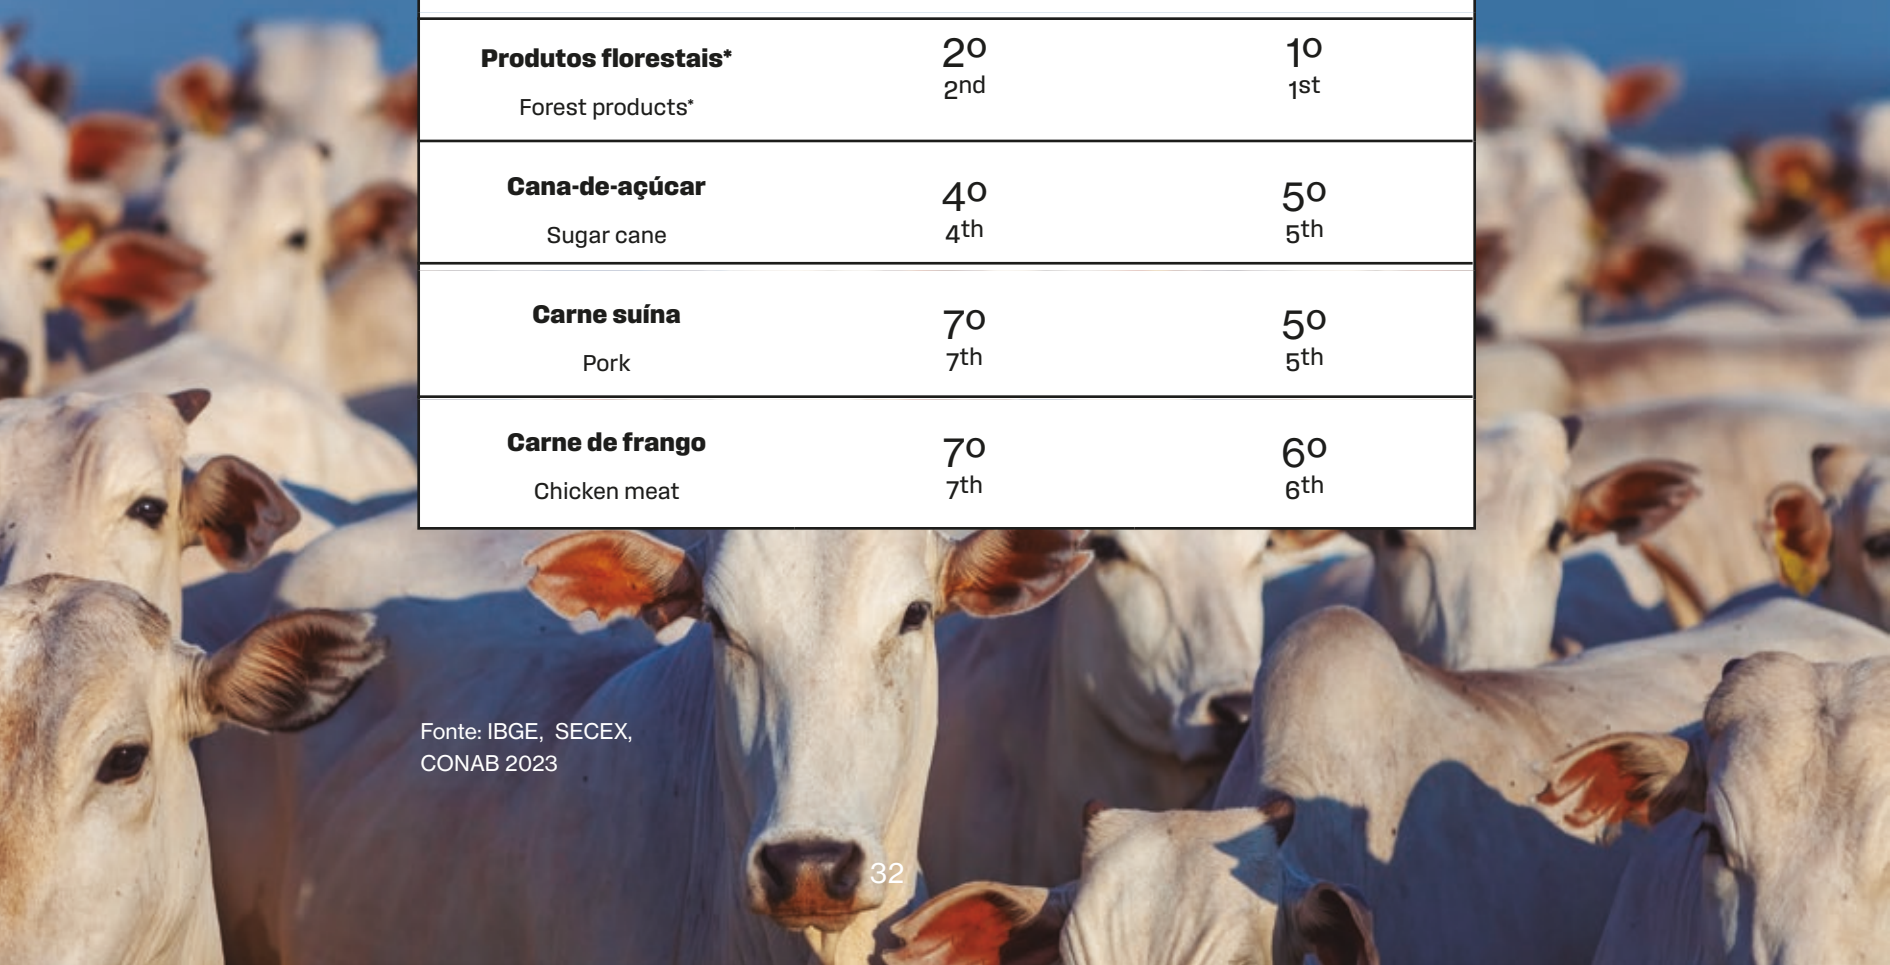 Produtos florestais* 2º 1º
Forest products* 2nd 1st
Cana-de-açúcar 4º 5º
Sugar cane 4th 5th
Carne suína 7º 5º
Pork 7th 5th
Carne de frango 7º 6º
Chicken meat 7th 6th
Fonte: IBGE, SECEX,
CONAB 2023
32